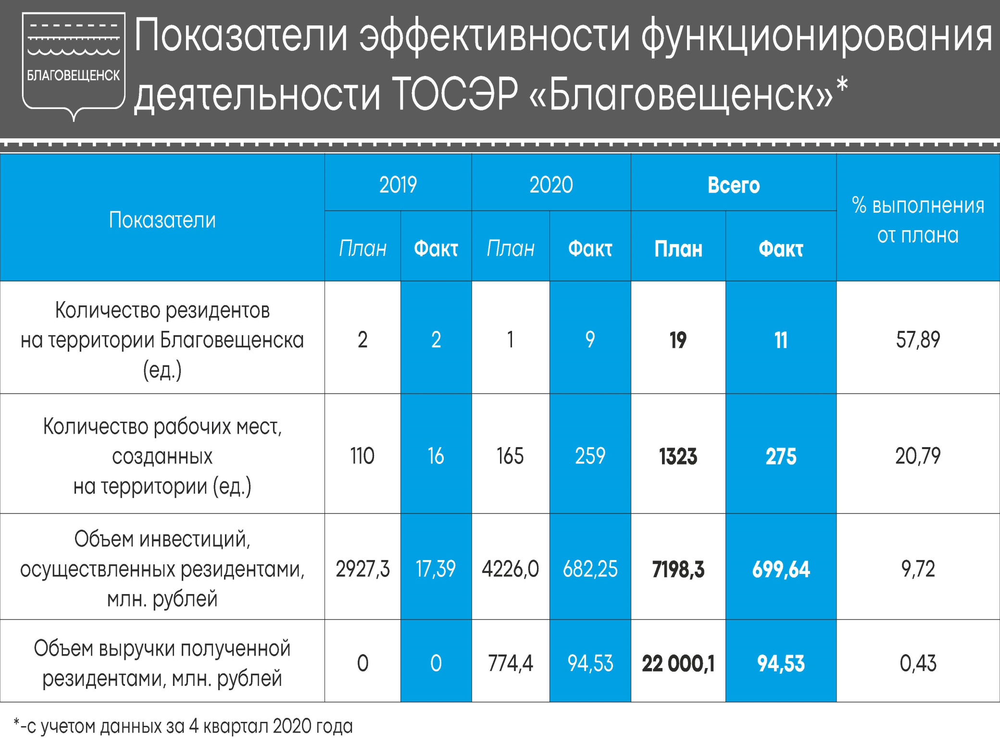 БЛАГОВЕЩЕНСК
Показатели эффективности функционирования
деятельности ТОСЭР «Благовещенск»*
Показатели
2019
2020
Всего
% выполнения
от плана
План
Факт
План
Факт
План
Факт
Количество резидентов
на территории Благовещенска
(ед.)
2
2
1
9
19
11
57,89
Количество рабочих мест,
созданных
на территории (ед.)
110
16
165
259
1323
275
20,79
Объем инвестиций,
осуществленных резидентами,
млн. рублей
2927,3
17,39
4226,0
682,25
7198,3
699,64
9,72
Объем выручки полученной
резидентами, млн. рублей
0
0
774,4
94,53
22 000,1
94,53
0,43
*-с учетом данных за 4 квартал 2020 года